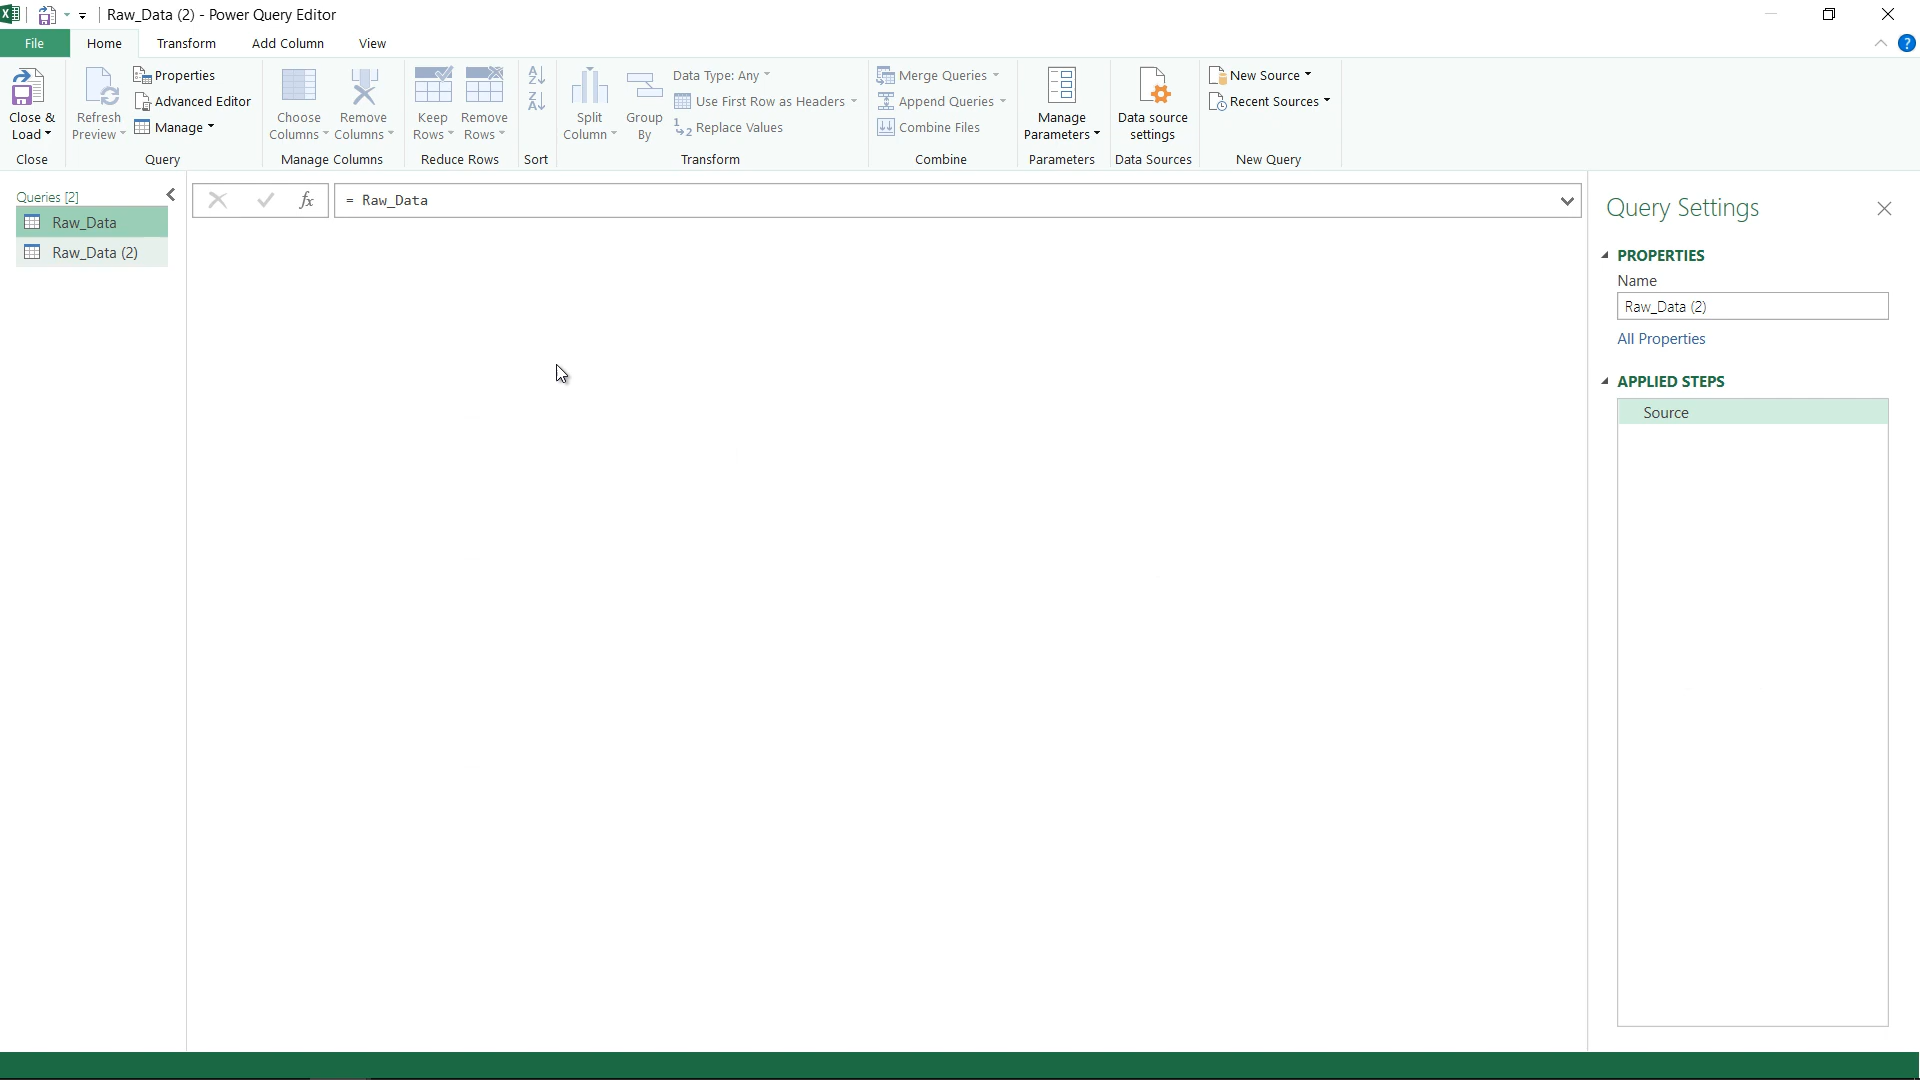 Raw_Data (2) - Power Query Editor
File Home Transform Add Column View
Close & Load
Close
Refresh Preview
Properties
Advanced Editor
Manage
Query
Choose Columns
Remove Columns
Manage Columns
Keep Rows
Remove Rows
Reduce Rows
A Z
Z A
Sort
Split Column
Group By
Data Type: Any
Use First Row as Headers
1 2 Replace Values
Transform
Merge Queries
Append Queries
Combine Files
Combine
Manage Parameters
Parameters
Data source settings
Data Sources
New Source
Recent Sources
New Query
?
Queries [2]
Raw_Data
Raw_Data (2)
fx
= Raw_Data
Query Settings
PROPERTIES
Name
Raw_Data (2)
All Properties
APPLIED STEPS
Source